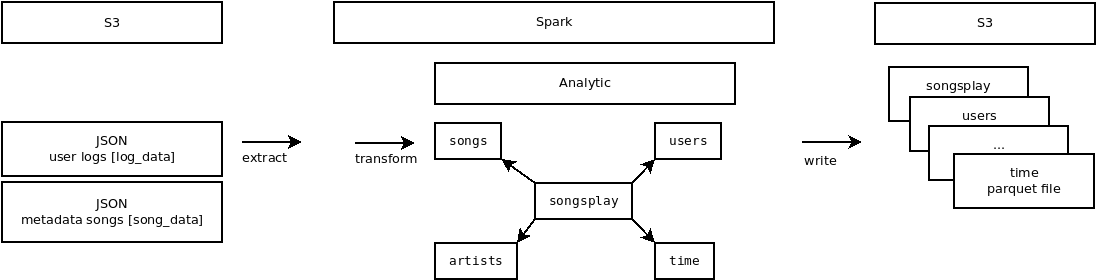 S3
Spark
S3
Analytic
JSON
user logs [log_data]
JSON
metadata songs [song_data]
extract
transform
songs
users
songsplay
artists
time
write
songsplay
users
...
time
parquet file